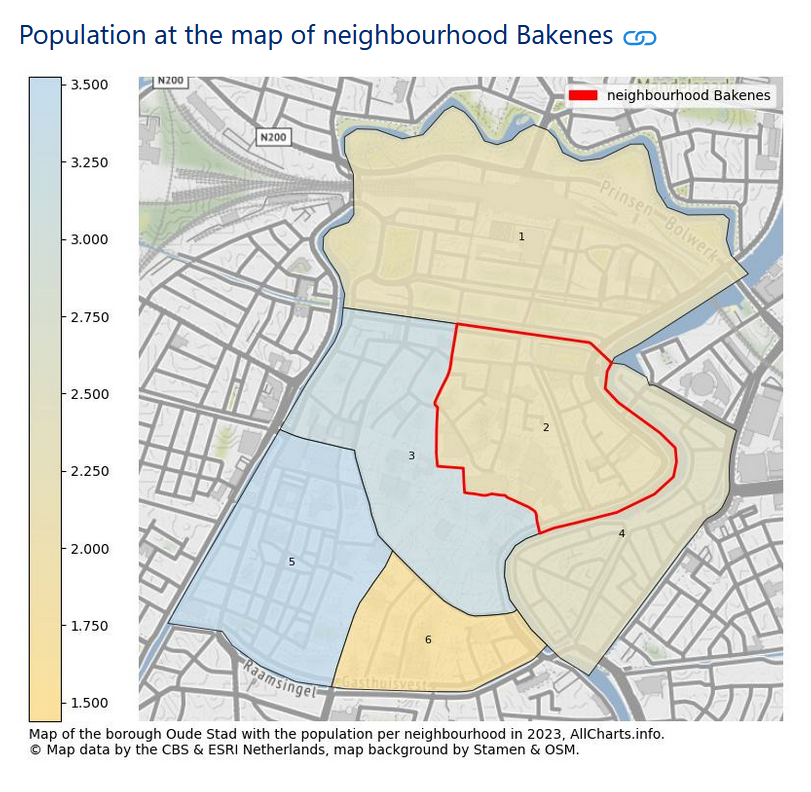 Population at the map of neighbourhood Bakenes
3.500
3.250
3.000
2.750
2.500
2.250
2.000
1.750
1.500
N200
N200
neighbourhood Bakenes
Prinsen Bolwerk
1
2
3
4
5
6
Raamsingel
Gasthuisvest
Map of the borough Oude Stad with the population per neighbourhood in 2023, AllCharts.info.
© Map data by the CBS & ESRI Netherlands, map background by Stamen & OSM.